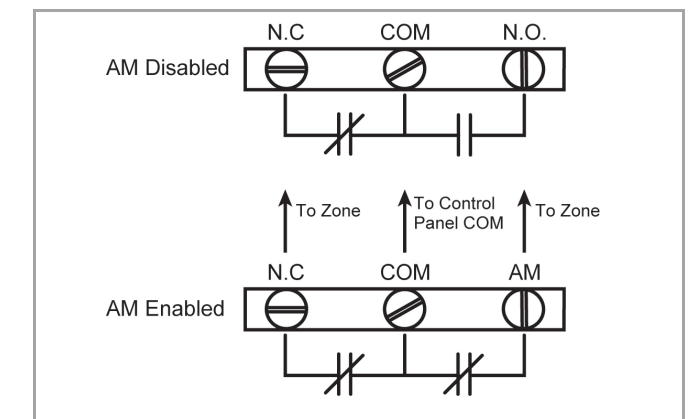 N.C COM N.O.
AM Disabled
To Zone To Control Panel COM To Zone
N.C COM AM
AM Enabled